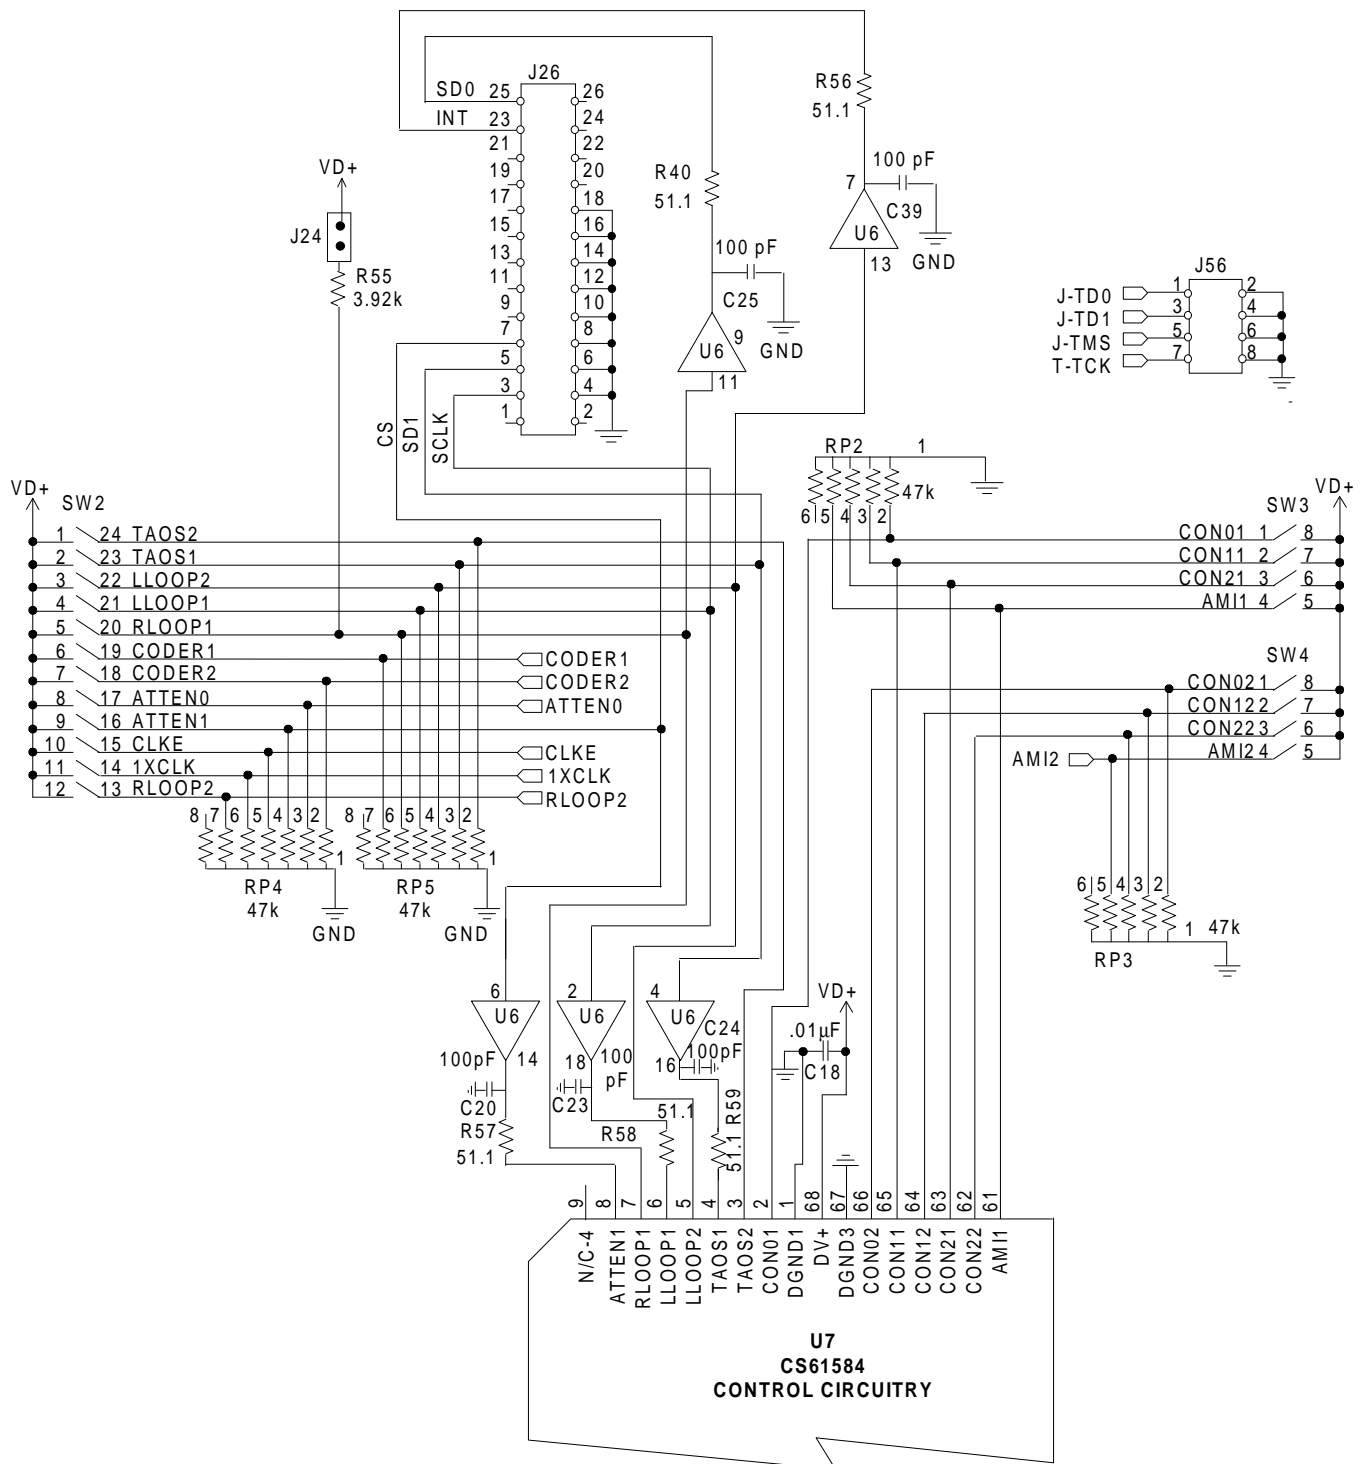 J26
SD0 25 26
INT 23 24
21 22
19 20
17 18
15 16
13 14
11 12
9 10
7 8
5 6
3 4
1 2
CS
SD1
SCLK
VD+
J24
R55
3.92k
R40
51.1
100 pF
C25
GND
U6
9
11
R56
51.1
100 pF
7
C39
U6
13
GND
J56
J-TD0 1 2
J-TD1 3 4
J-TMS 5 6
T-TCK 7 8
RP2 1
47k
6 5 4 3 2
VD+
SW2
1 24 TAOS2
2 23 TAOS1
3 22 LLOOP2
4 21 LLOOP1
5 20 RLOOP1
6 19 CODER1
7 18 CODER2
8 17 ATTEN0
9 16 ATTEN1
10 15 CLKE
11 14 1XCLK
12 13 RLOOP2
CODER1
CODER2
ATTEN0
CLKE
1XCLK
RLOOP2
8 7 6 5 4 3 2
1
RP4
47k
GND
8 7 6 5 4 3 2
1
RP5
47k
GND
VD+
SW3
CON01 1 8
CON11 2 7
CON21 3 6
AMI1 4 5
SW4
CON02 1 8
CON12 2 7
CON22 3 6
AMI2 4 5
AMI2
6 5 4 3 2
1 47k
RP3
6
U6
100pF 14
C20
R57
51.1
2
U6
18 100
pF
C23
R58
51.1
4
U6
C24
100pF
16
51.1 R59
VD+
.01µF
C18
9 8 7 6 5 4 3 2 1 68 67 66 65 64 63 62 61
N/C-4
ATTEN1
RLOOP1
LLOOP1
LLOOP2
TAOS1
TAOS2
CON01
DGND1
DV+
DGND3
CON02
CON11
CON12
CON21
CON22
AMI1
U7
CS61584
CONTROL CIRCUITRY